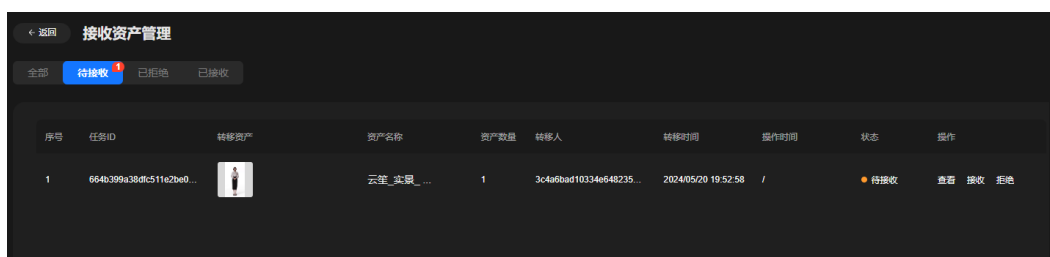 ← 返回 接收资产管理
全部 待接收 1 已拒绝 已接收
序号 任务ID 转移资产 资产名称 资产数量 转移人 转移时间 操作时间 状态 操作
1 664b399a38dfc511e2be0... 云笙_实景_ ... 1 3c4a6bad10334e648235... 2024/05/20 19:52:58 / 待接收 查看 接收 拒绝